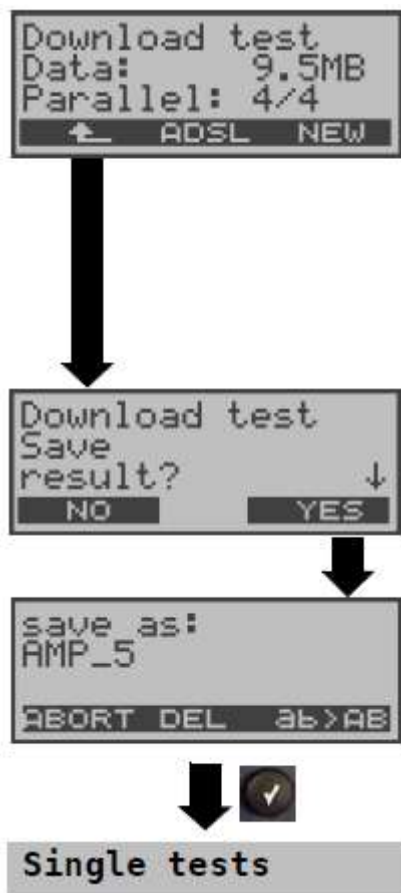 Download test
Data: 9.5MB
Parallel: 4/4
ADSL NEW
Download test
Save
result?
NO YES
save as:
AMP_5
ABORT DEL ab>AB
Single tests